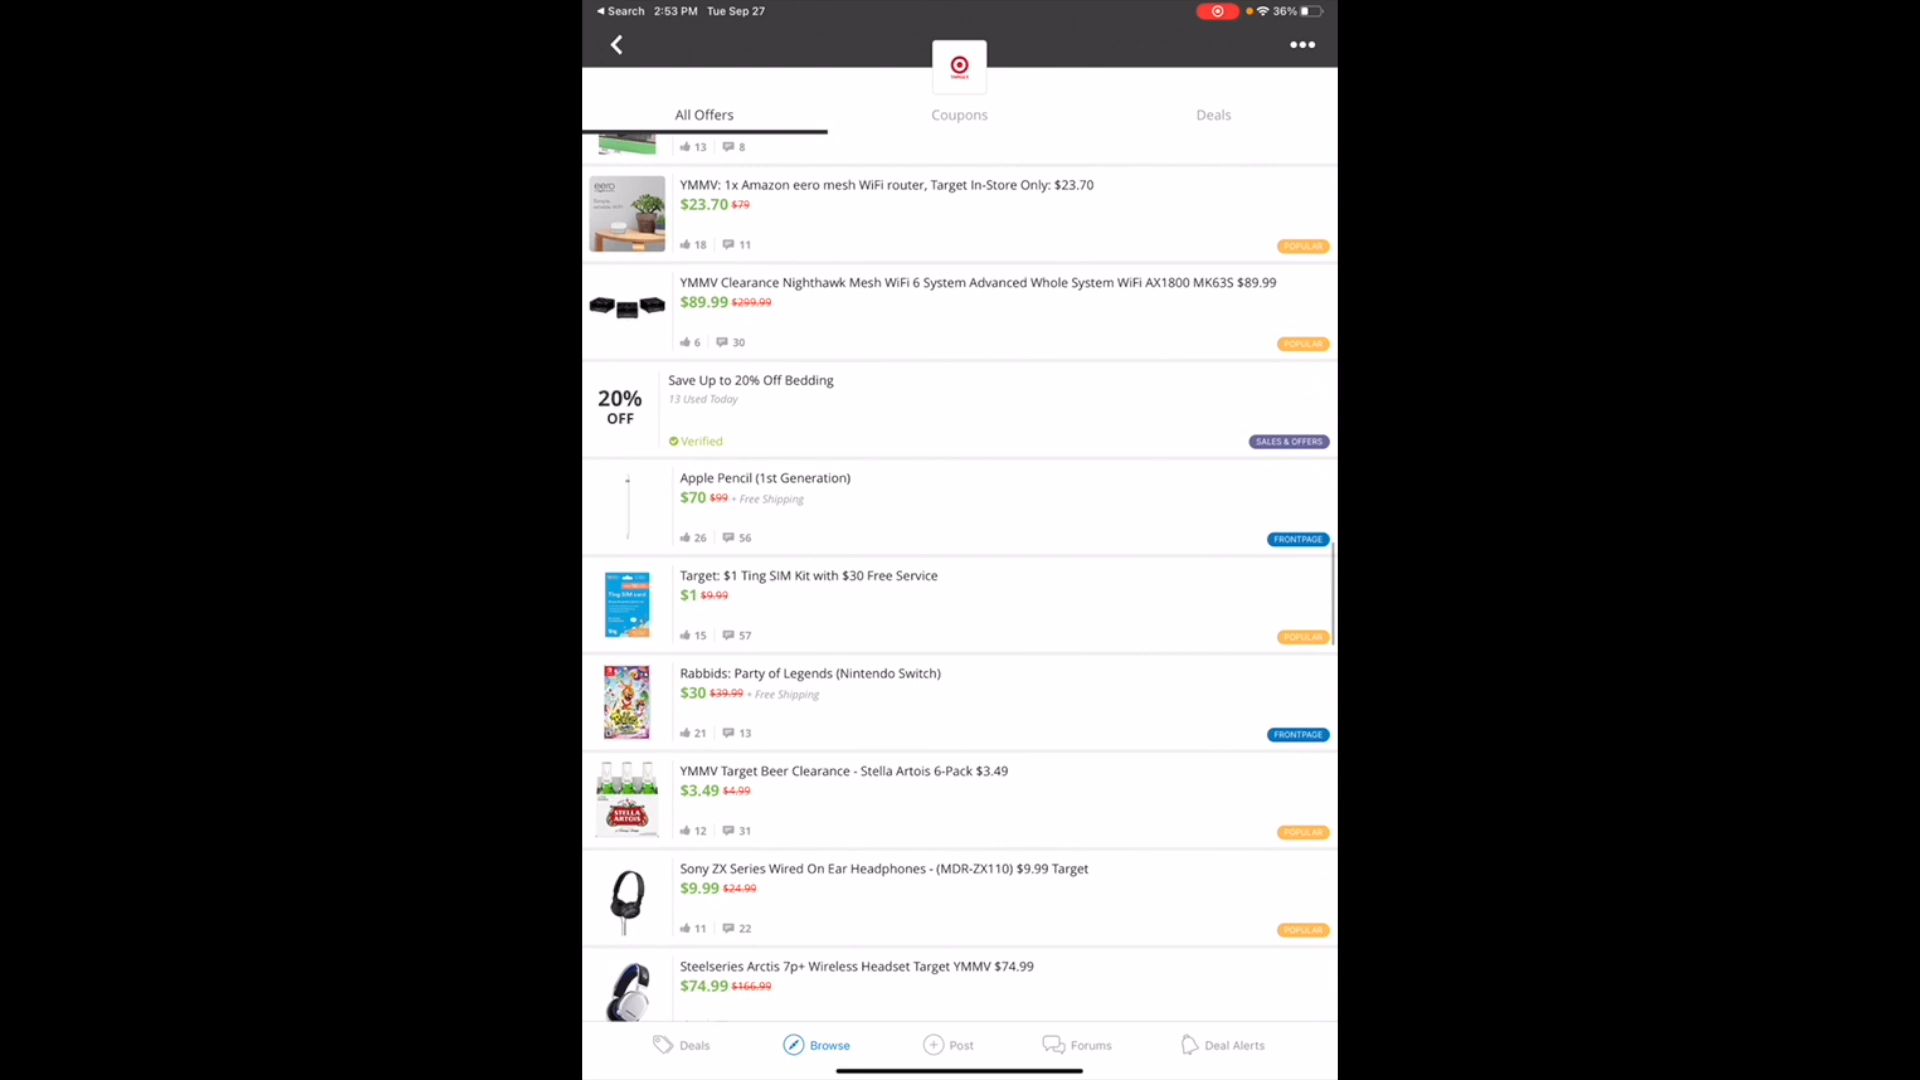 Search 2:53 PM Tue Sep 27
36%
TARGET
All Offers Coupons Deals
13 8
eero
YMMV: 1x Amazon eero mesh WiFi router, Target In-Store Only: $23.70
$23.70 $79
18 11
POPULAR
YMMV Clearance Nighthawk Mesh WiFi 6 System Advanced Whole System WiFi AX1800 MK63S $89.99
$89.99 $299.99
6 30
POPULAR
20%
OFF
Save Up to 20% Off Bedding
13 Used Today
Verified
SALES & OFFERS
Apple Pencil (1st Generation)
$70 $99 + Free Shipping
26 56
FRONTPAGE
Ting SIM card
Target: $1 Ting SIM Kit with $30 Free Service
$1 $9.99
15 57
POPULAR
Rabbids: Party of Legends (Nintendo Switch)
$30 $39.99 + Free Shipping
21 13
FRONTPAGE
STELLA
ARTOIS
YMMV Target Beer Clearance - Stella Artois 6-Pack $3.49
$3.49 $4.99
12 31
POPULAR
Sony ZX Series Wired On Ear Headphones - (MDR-ZX110) $9.99 Target
$9.99 $24.99
11 22
POPULAR
Steelseries Arctis 7p+ Wireless Headset Target YMMV $74.99
$74.99 $166.99
Deals Browse Post Forums Deal Alerts